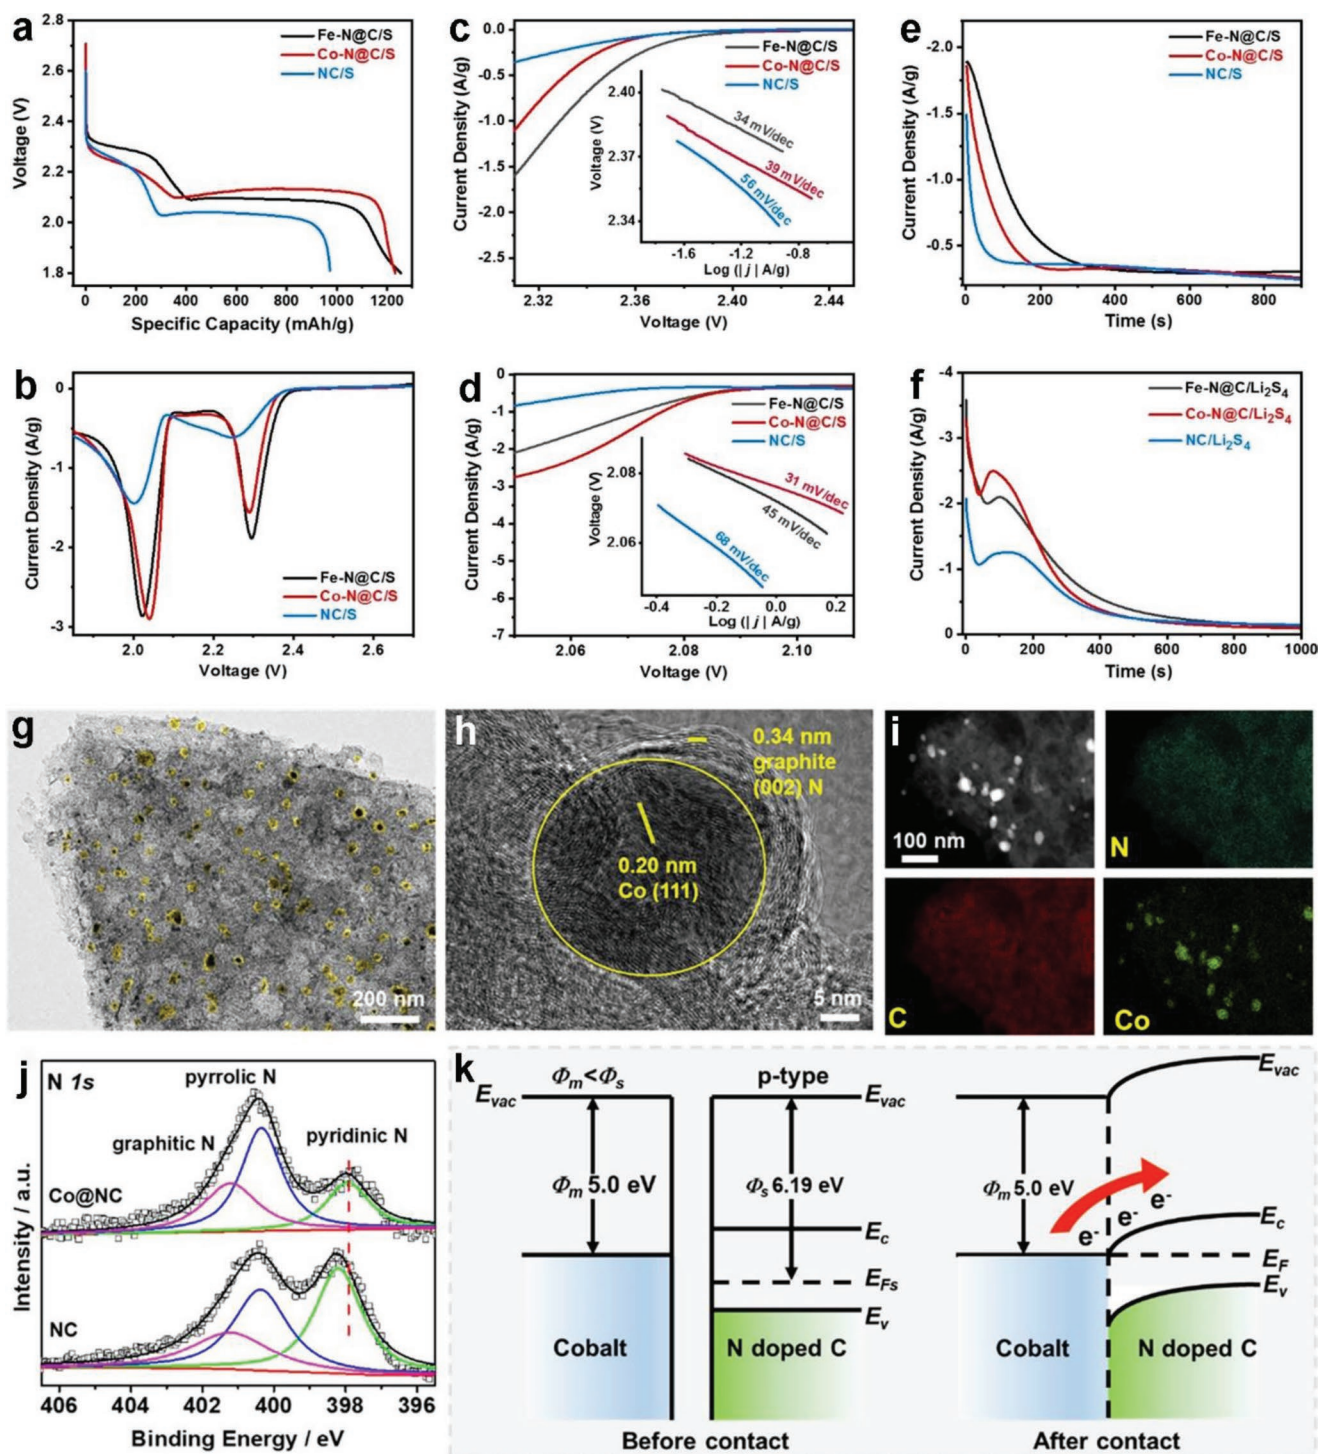 a
Fe-N@C/S
Co-N@C/S
NC/S
2.8
2.6
2.4
2.2
2.0
1.8
Voltage (V)
0 200 400 600 800 1000 1200
Specific Capacity (mAh/g)
c
Fe-N@C/S
Co-N@C/S
NC/S
0.0
-0.5
-1.0
-1.5
-2.0
-2.5
Current Density (A/g)
2.40
2.37
2.34
Voltage (V)
34 mV/dec
39 mV/dec
56 mV/dec
-1.6 -1.2 -0.8
Log (| j | A/g)
2.32 2.36 2.40 2.44
Voltage (V)
e
Fe-N@C/S
Co-N@C/S
NC/S
-2.0
-1.5
-1.0
-0.5
Current Density (A/g)
0 200 400 600 800
Time (s)
b
0
-1
-2
-3
Current Density (A/g)
Fe-N@C/S
Co-N@C/S
NC/S
2.0 2.2 2.4 2.6
Voltage (V)
d
Fe-N@C/S
Co-N@C/S
NC/S
0
-1
-2
-3
-4
-5
-6
-7
Current Density (A/g)
2.08
2.06
Voltage (V)
31 mV/dec
45 mV/dec
68 mV/dec
-0.4 -0.2 0.0 0.2
Log (| j | A/g)
2.06 2.08 2.10
Voltage (V)
f
Fe-N@C/Li₂S₄
Co-N@C/Li₂S₄
NC/Li₂S₄
-4
-3
-2
-1
0
Current Density (A/g)
0 200 400 600 800 1000
Time (s)
g
200 nm
h
0.34 nm
graphite
(002) N
0.20 nm
Co (111)
5 nm
i
100 nm
N
C
Co
j
N 1s
pyrrolic N
graphitic N
pyridinic N
Co@NC
NC
Intensity / a.u.
406 404 402 400 398 396
Binding Energy / eV
k
Φm<Φs
p-type
Evac
Evac
Evac
Φm 5.0 eV
Φs 6.19 eV
Φm 5.0 eV
e-
e-
e-
Ec
EFs
Ev
Ec
EF
Ev
Cobalt
N doped C
Cobalt
N doped C
Before contact
After contact